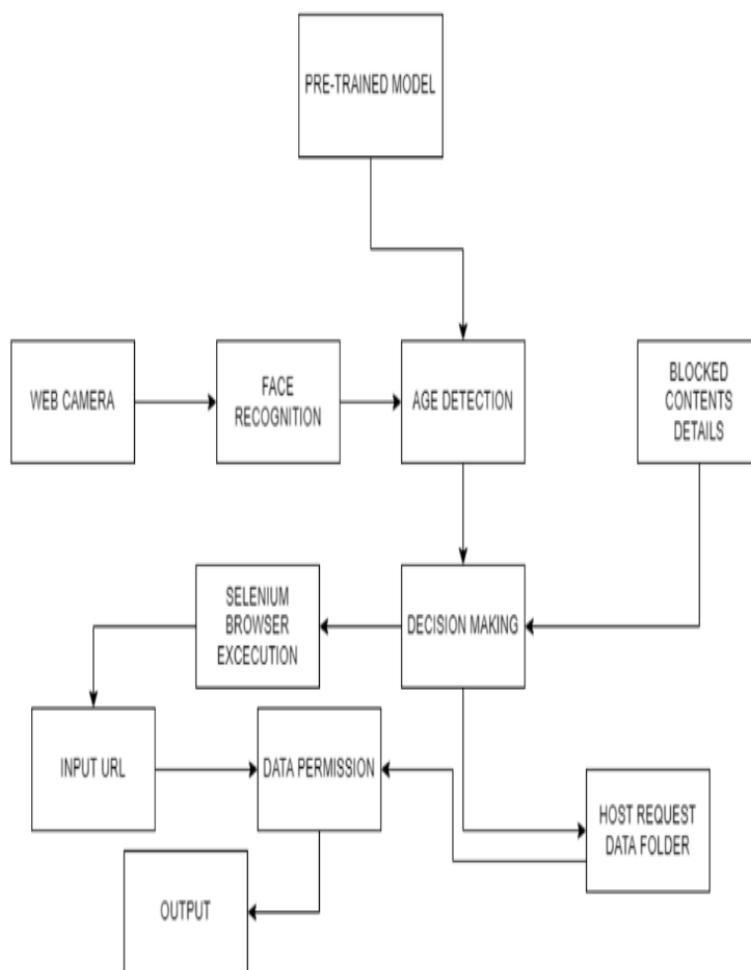 PRE-TRAINED MODEL
WEB CAMERA
FACE
RECOGNITION
AGE DETECTION
BLOCKED
CONTENTS
DETAILS
SELENIUM
BROWSER
EXCECUTION
DECISION MAKING
INPUT URL
DATA PERMISSION
HOST REQUEST
DATA FOLDER
OUTPUT